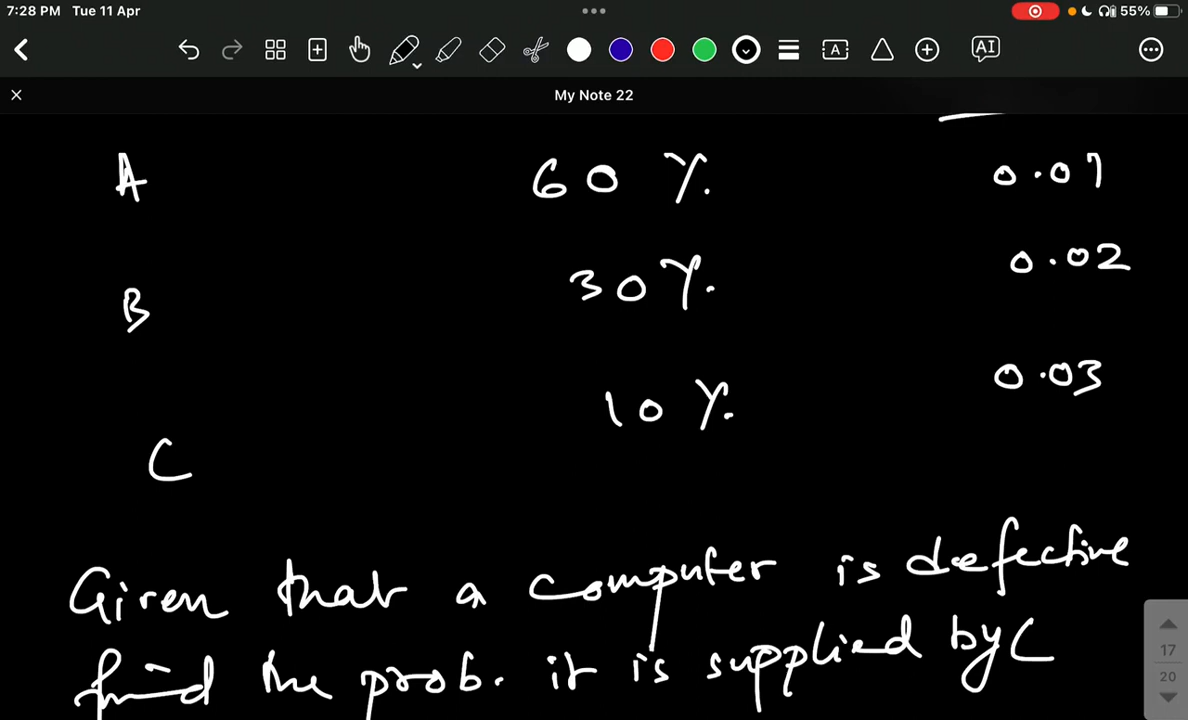 7:28 PM Tue 11 Apr
55%
A
AI
My Note 22
A 60 % 0.01
B 30 % 0.02
C 10 % 0.03
Given that a computer is defective
find the prob. it is supplied by C
17
20